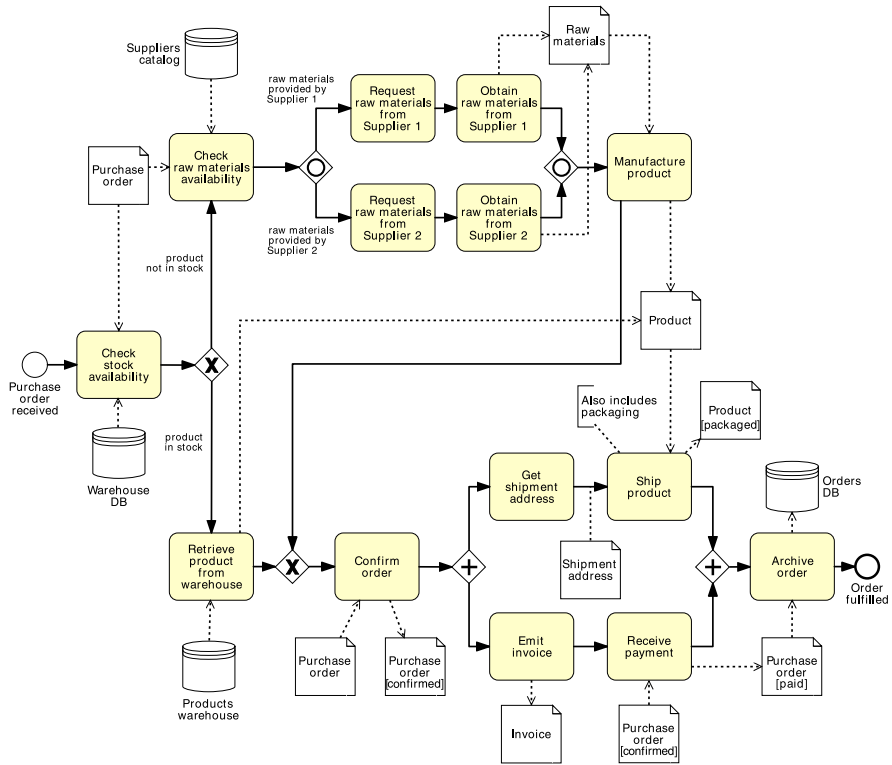 Suppliers
catalog
Raw
materials
raw materials
provided by
Supplier 1
Request
raw materials
from
Supplier 1
Obtain
raw materials
from
Supplier 1
Purchase
order
Check
raw materials
availability
Manufacture
product
raw materials
provided by
Supplier 2
Request
raw materials
from
Supplier 2
Obtain
raw materials
from
Supplier 2
product
not in stock
Product
Purchase
order
received
Check
stock
availability
X
Warehouse
DB
product
in stock
Also includes
packaging
Product
[packaged]
Get
shipment
address
Ship
product
Orders
DB
Retrieve
product
from
warehouse
X
Confirm
order
Shipment
address
Archive
order
Order
fulfilled
Products
warehouse
Purchase
order
Purchase
order
[confirmed]
Emit
invoice
Receive
payment
Purchase
order
[paid]
Invoice
Purchase
order
[confirmed]